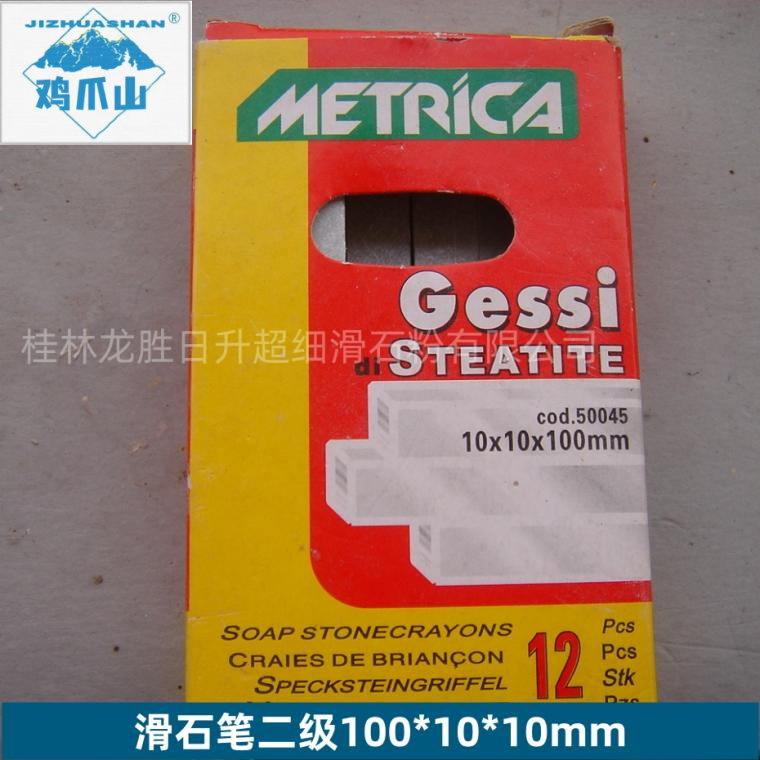 JIZHUASHAN
鸡爪山
METRICA
Gessi
di STEATITE
桂林龙胜日升超细滑石粉有限公司
cod.50045
10x10x100mm
SOAP STONECRAYONS
CRAIES DE BRIANÇON
SPECKSTEINGRIFFEL
12
Pcs
Pcs
Stk
Pzs
滑石笔二级100*10*10mm